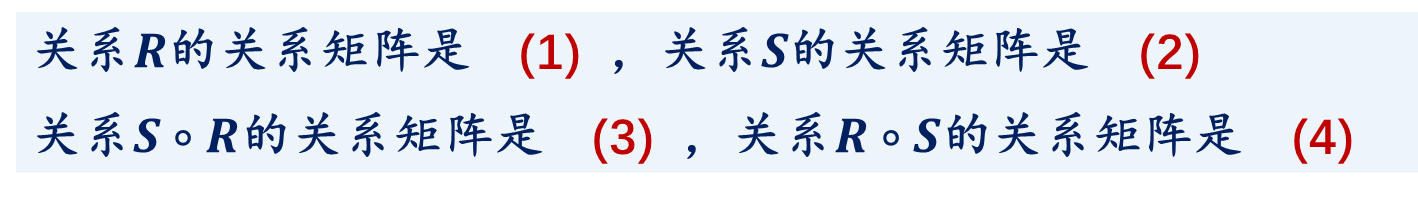 关系R的关系矩阵是 (1) ，关系S的关系矩阵是 (2)
关系S∘R的关系矩阵是 (3) ，关系R∘S的关系矩阵是 (4)